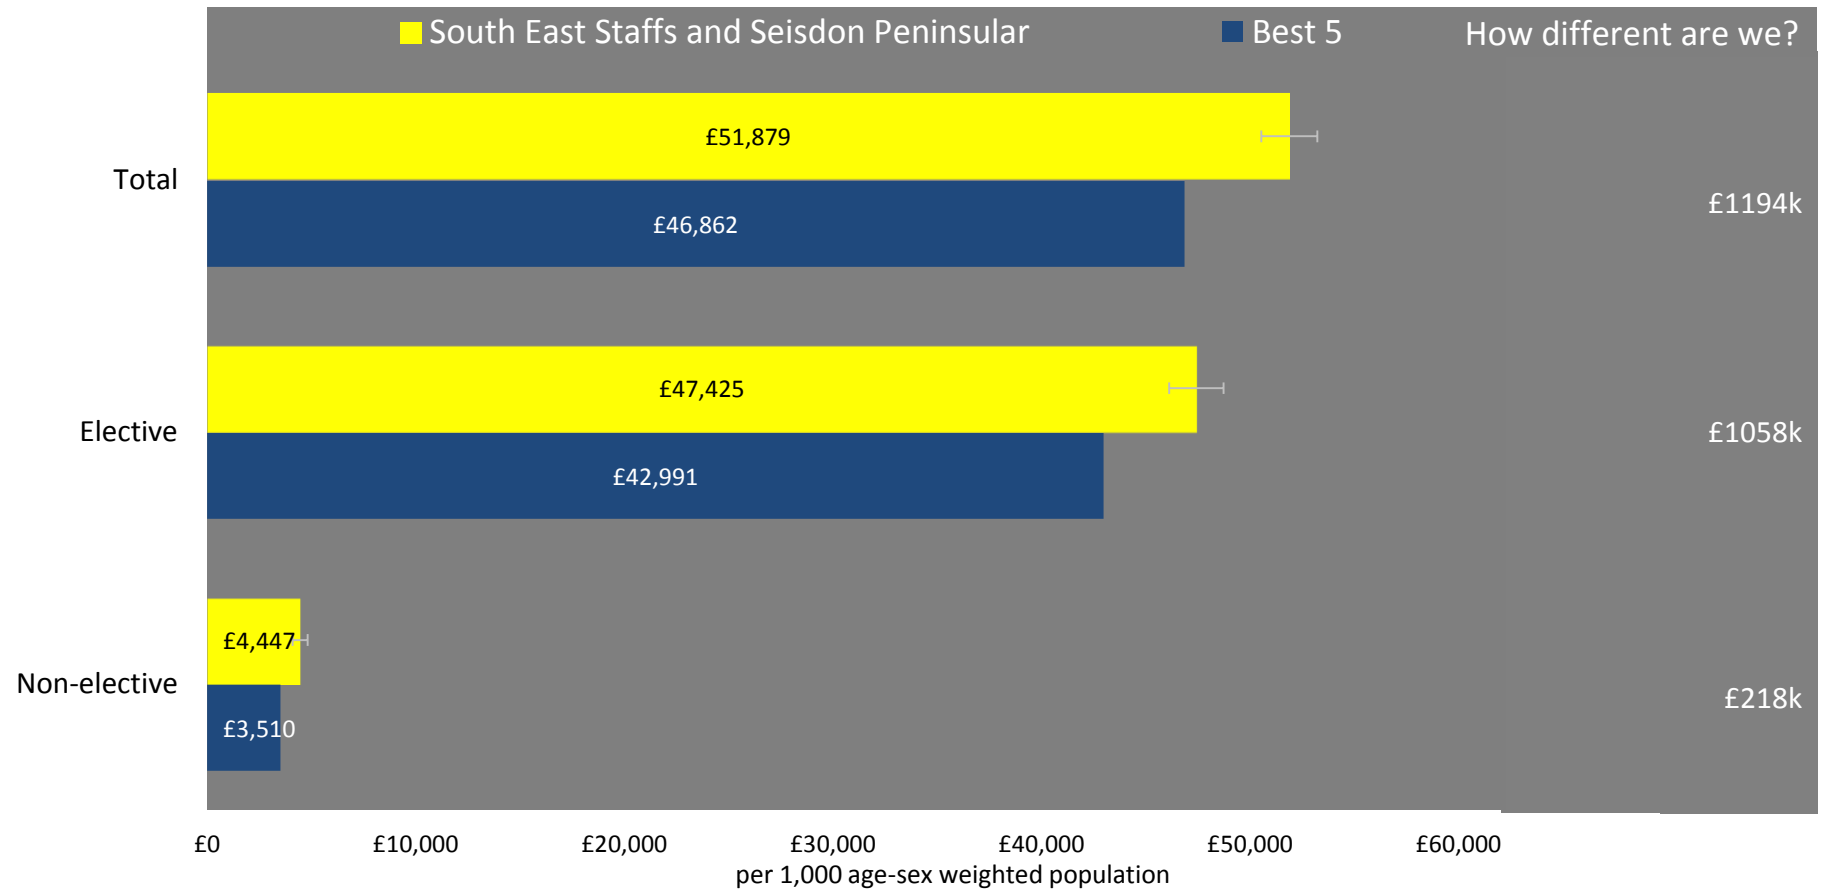 South East Staffs and Seisdon Peninsular Best 5 How different are we?
Total
£51,879
£46,862
£1194k
Elective
£47,425
£42,991
£1058k
Non-elective
£4,447
£3,510
£218k
£0 £10,000 £20,000 £30,000 £40,000 £50,000 £60,000
per 1,000 age-sex weighted population